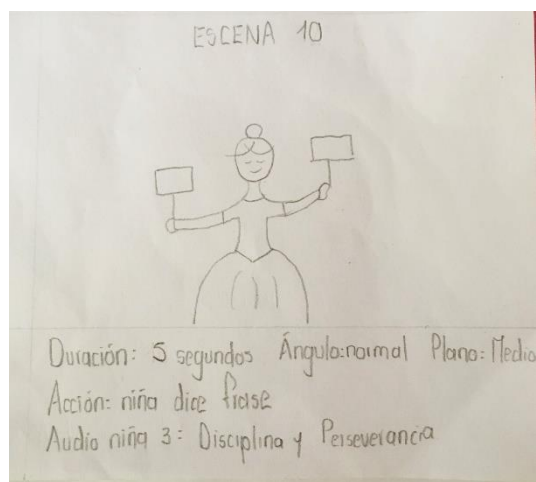 ESCENA 10
Duración: 5 segundos Ángulo:normal Plano: Medio
Acción: niña dice frase
Audio niña 3: Disciplina y Perseverancia